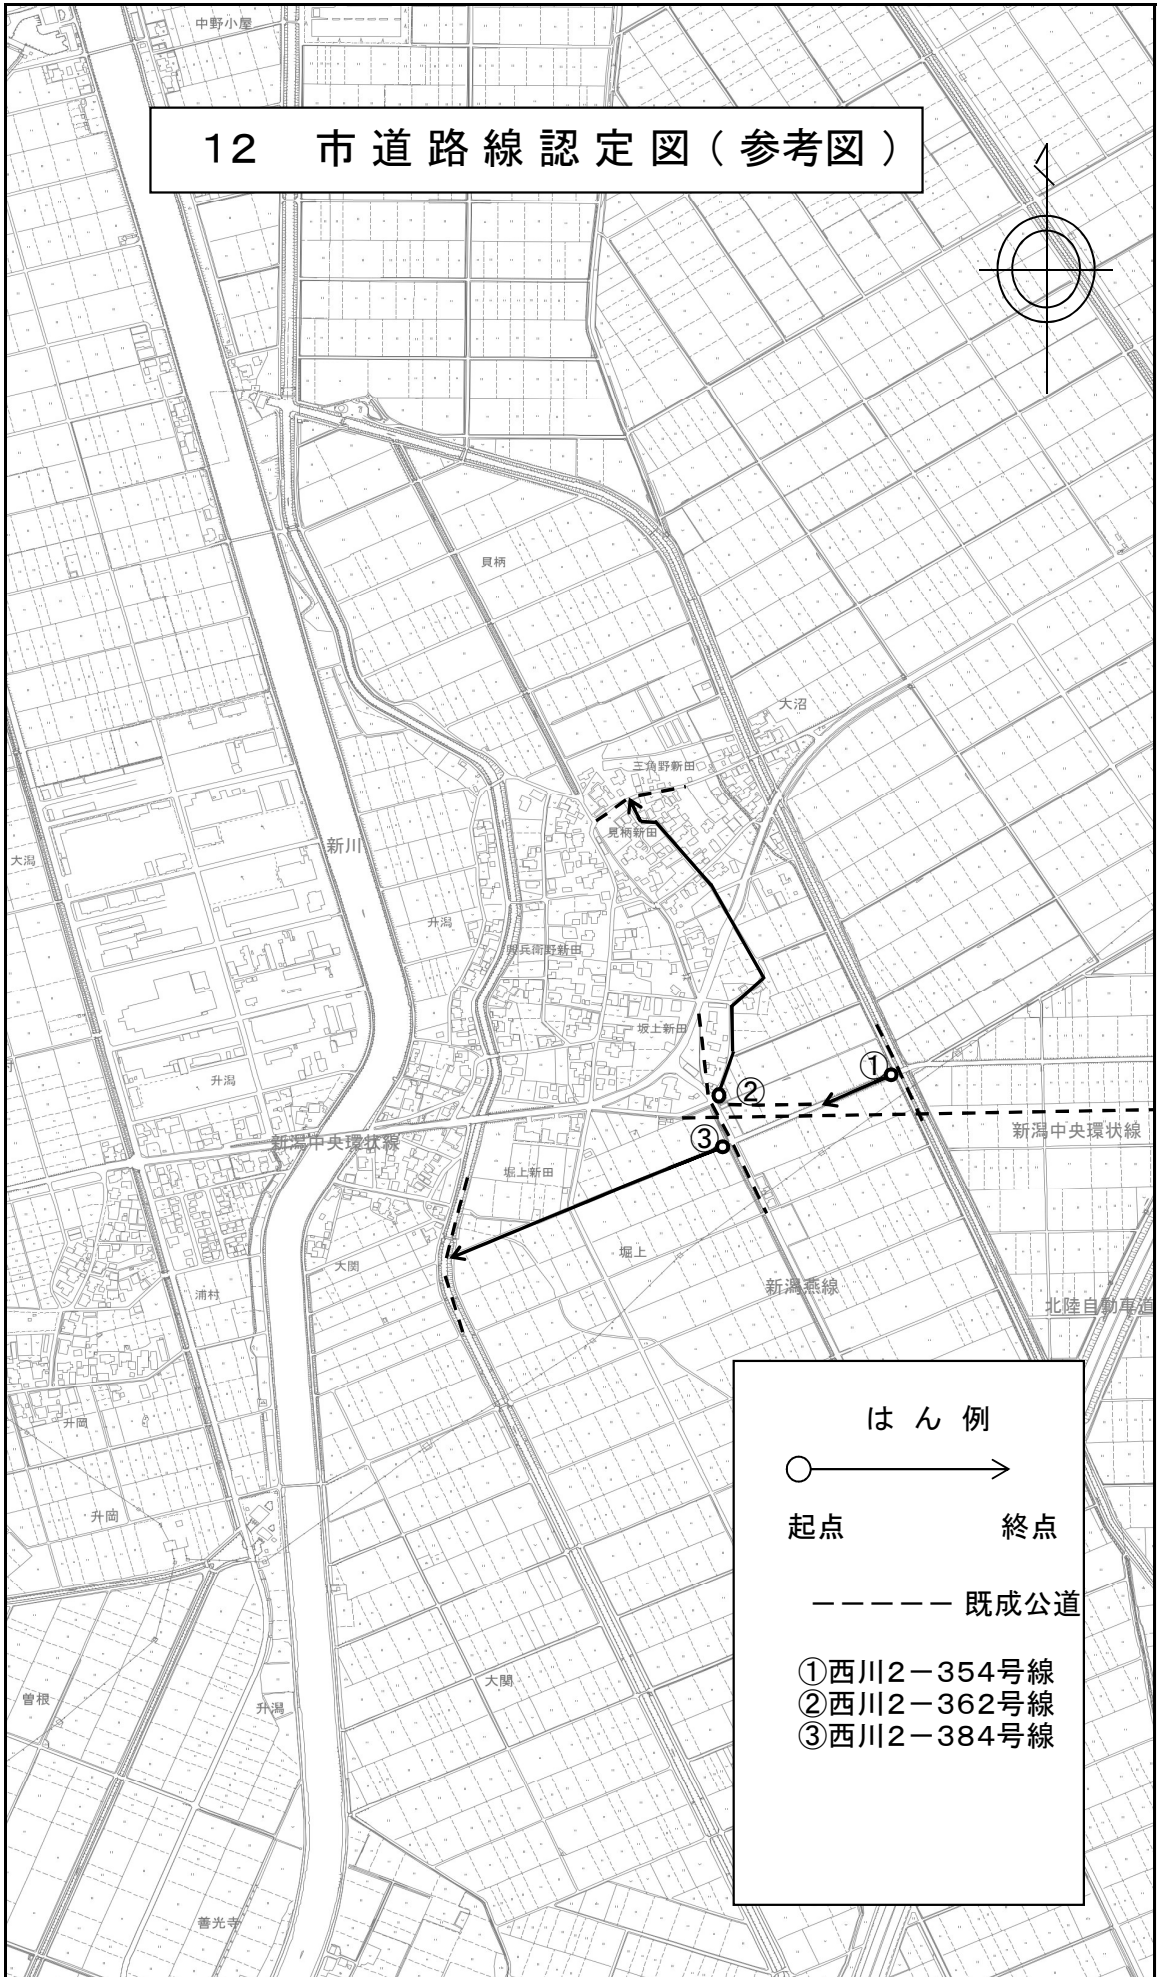 中野小屋
12 市道路線認定図(参考図)
貝柄
大沼
三角野新田
見柄新田
新川
大潟
升潟
與兵衛野新田
坂上新田
①
升潟
②
新潟中央環状線
③
新潟中央環状線
堀上新田
堀上
大関
新潟燕線
浦村
北陸自動車道
升岡
升岡
はん例
起点 終点
既成公道
①西川2-354号線
②西川2-362号線
③西川2-384号線
大関
曽根
升潟
善光寺